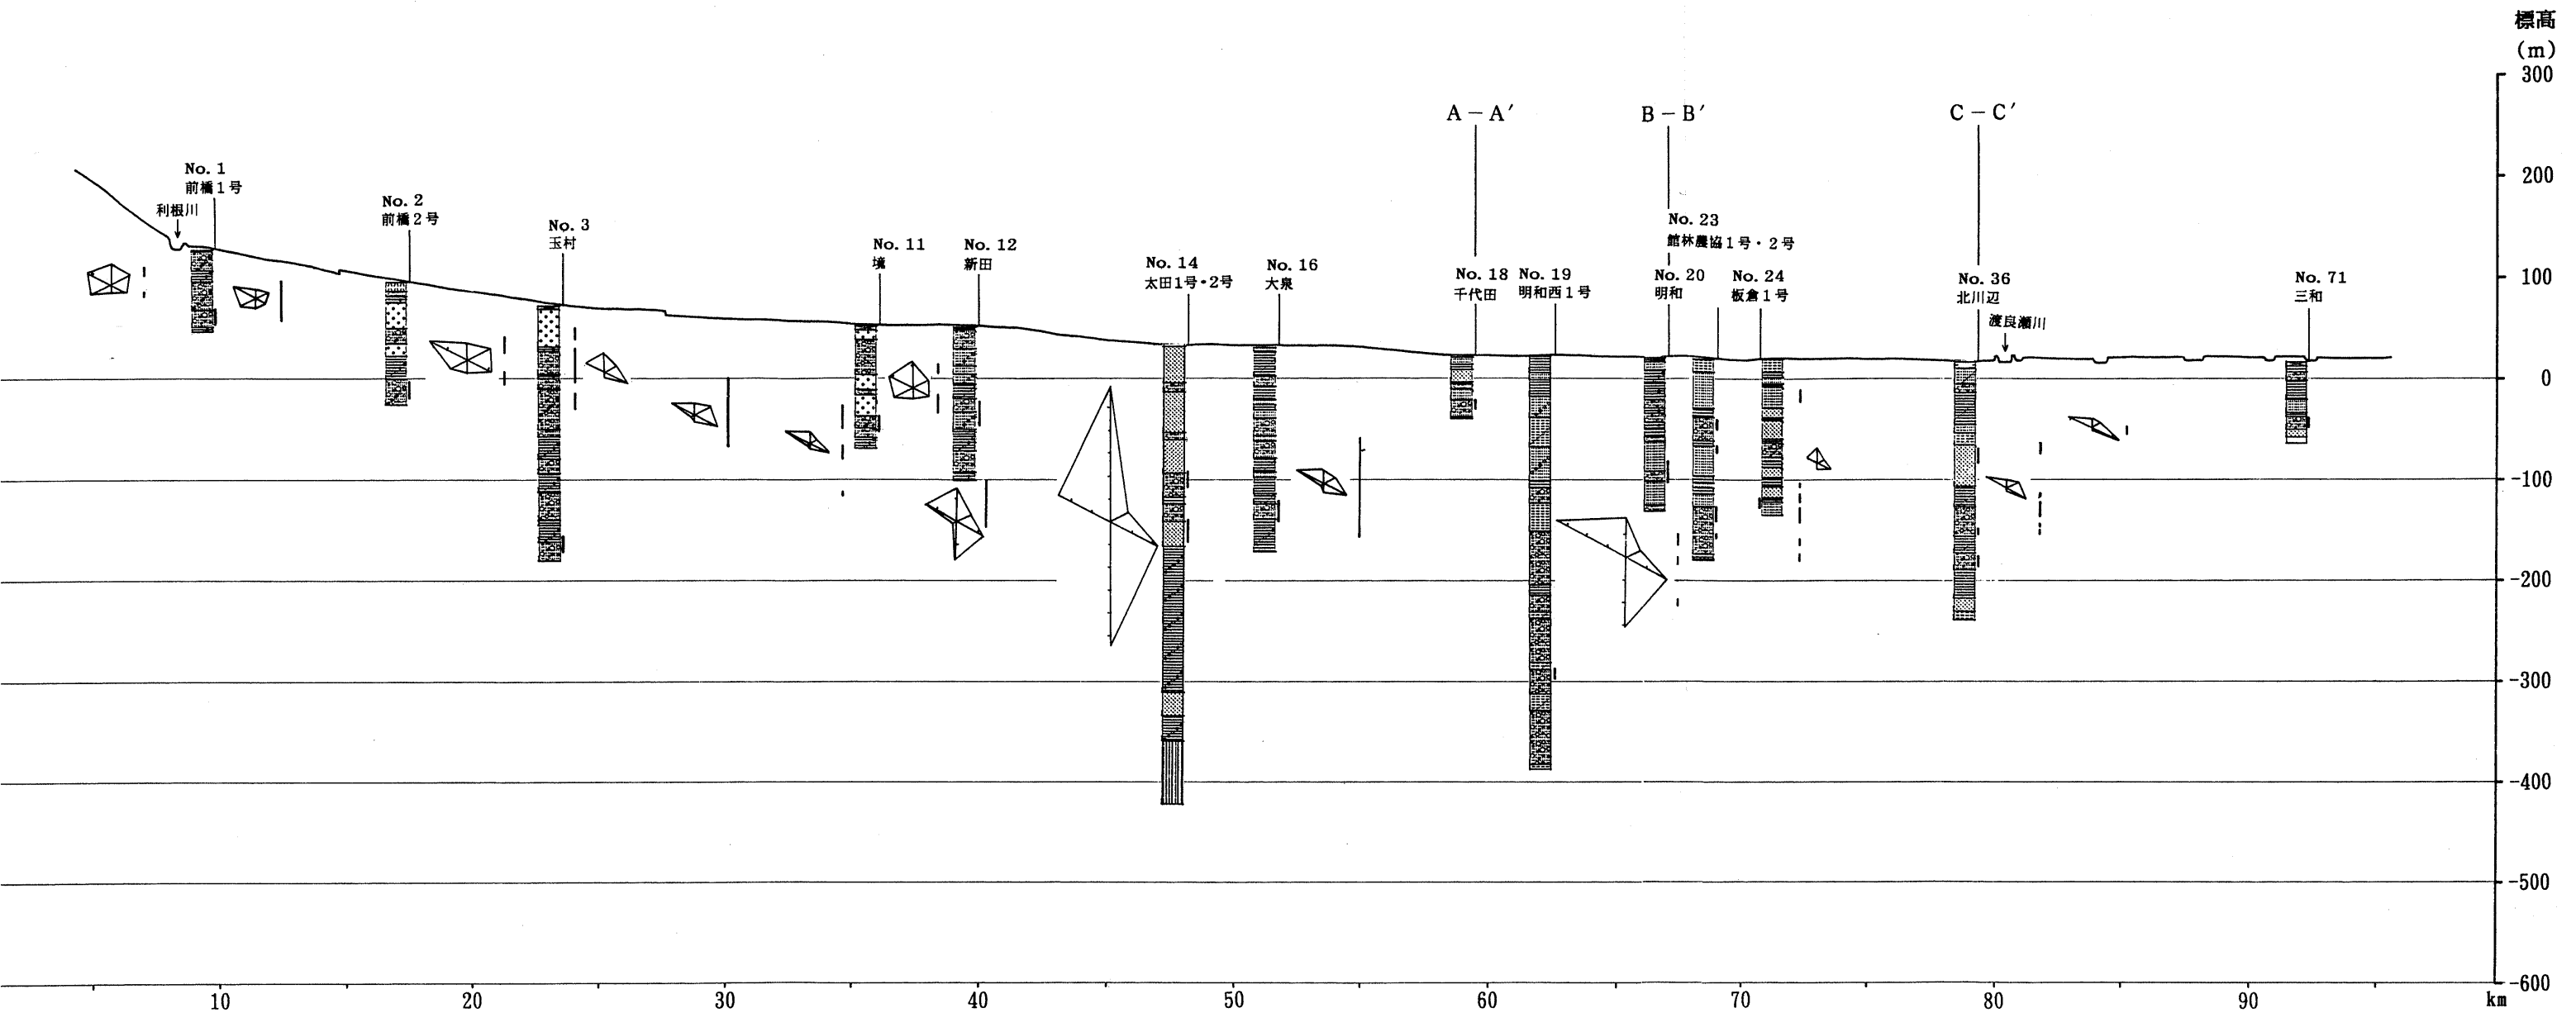 標高
(m)
300
200
100
0
-100
-200
-300
-400
-500
-600
A－A′
B－B′
C－C′
No. 1
前橋1号
利根川
No. 2
前橋2号
No. 3
玉村
No. 11
境
No. 12
新田
No. 14
太田1号・2号
No. 16
大泉
No. 18
千代田
No. 19
明和西1号
No. 23
館林農協1号・2号
No. 20
明和
No. 24
板倉1号
No. 36
北川辺
渡良瀬川
No. 71
三和
10 20 30 40 50 60 70 80 90 km